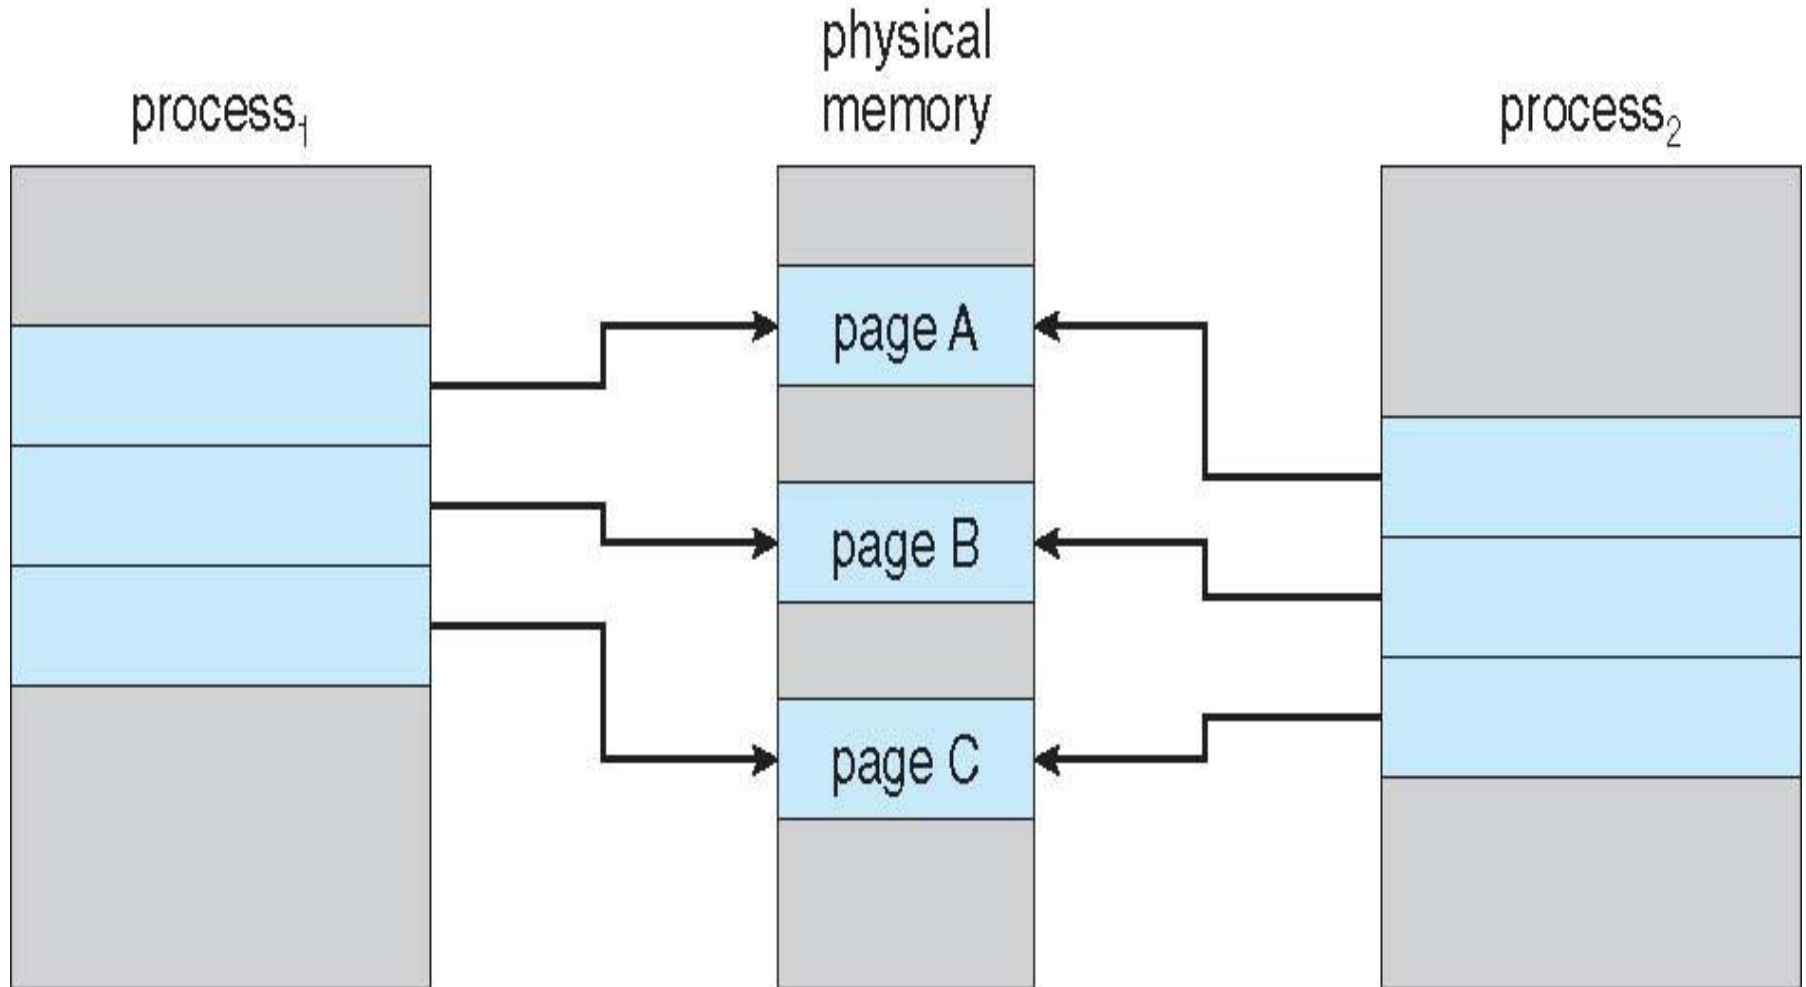 physical
memory
process₁
process₂
page A
page B
page C